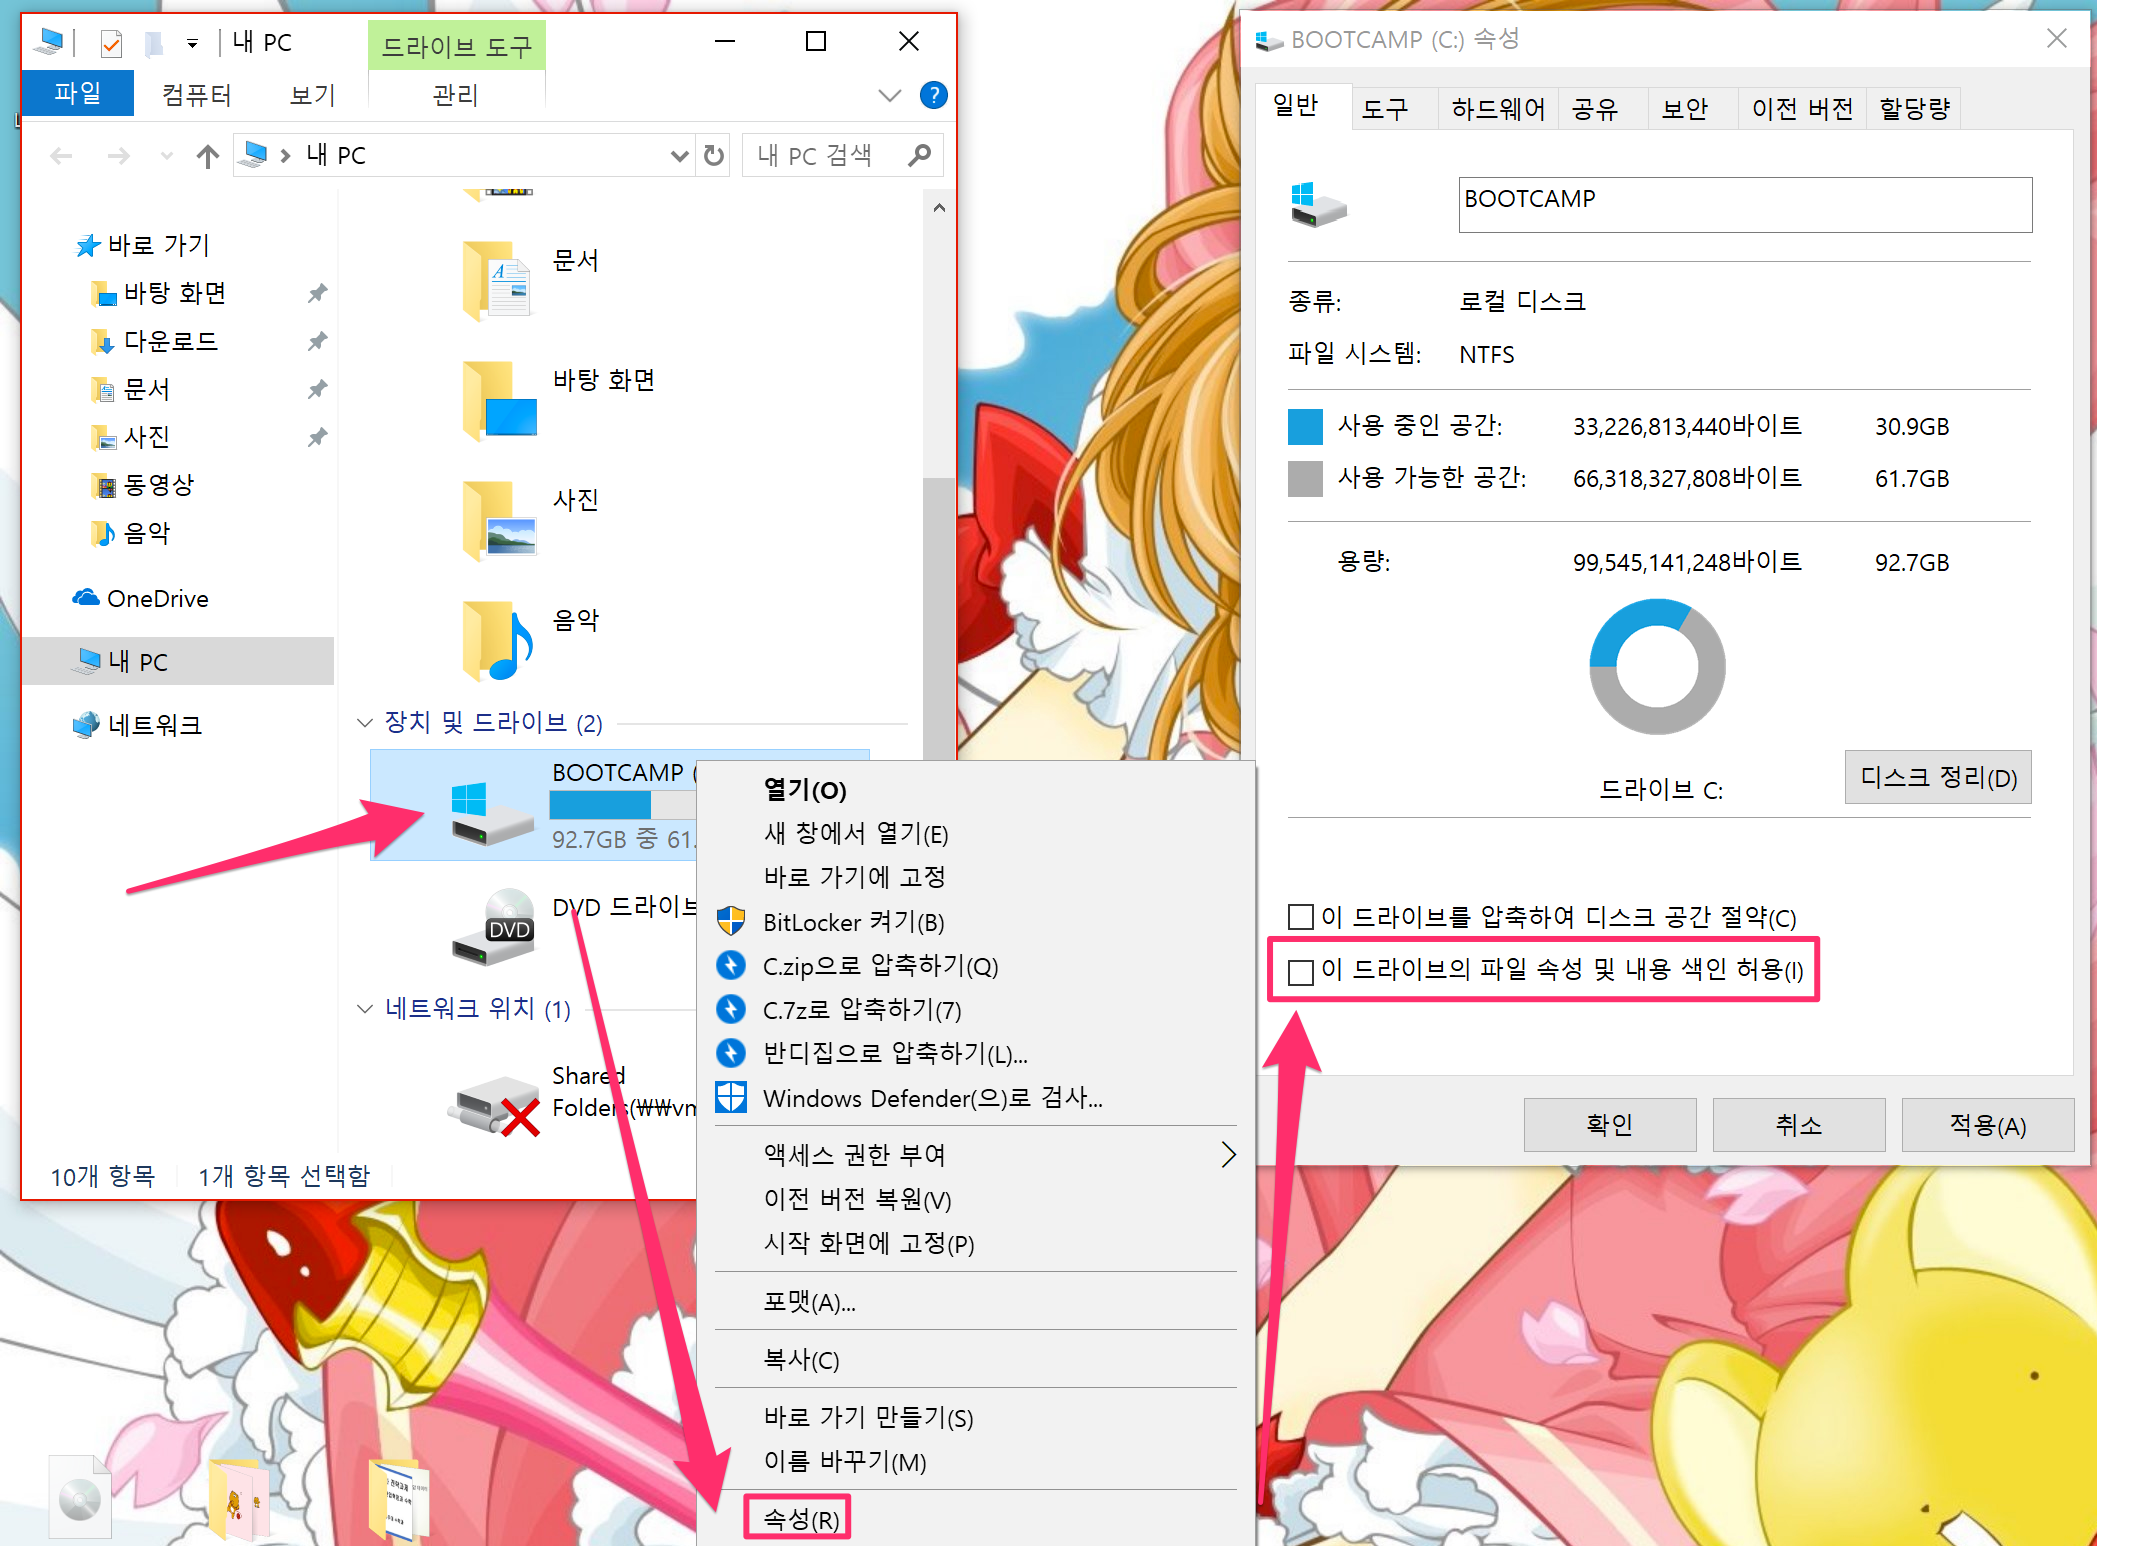 내 PC
드라이브 도구
파일
컴퓨터
보기
관리
?
내 PC
내 PC 검색
바로 가기
바탕 화면
다운로드
문서
사진
동영상
음악
OneDrive
내 PC
네트워크
문서
바탕 화면
사진
음악
장치 및 드라이브 (2)
BOOTCAMP (
92.7GB 중 61.
DVD
DVD 드라이브
네트워크 위치 (1)
Shared
Folders(₩₩vm
10개 항목
1개 항목 선택함
열기(O)
새 창에서 열기(E)
바로 가기에 고정
BitLocker 켜기(B)
C.zip으로 압축하기(Q)
C.7z로 압축하기(7)
반디집으로 압축하기(L)...
Windows Defender(으)로 검사...
액세스 권한 부여
이전 버전 복원(V)
시작 화면에 고정(P)
포맷(A)...
복사(C)
바로 가기 만들기(S)
이름 바꾸기(M)
속성(R)
BOOTCAMP (C:) 속성
일반
도구
하드웨어
공유
보안
이전 버전
할당량
BOOTCAMP
종류: 로컬 디스크
파일 시스템: NTFS
사용 중인 공간: 33,226,813,440바이트 30.9GB
사용 가능한 공간: 66,318,327,808바이트 61.7GB
용량: 99,545,141,248바이트 92.7GB
드라이브 C:
디스크 정리(D)
이 드라이브를 압축하여 디스크 공간 절약(C)
이 드라이브의 파일 속성 및 내용 색인 허용(I)
확인
취소
적용(A)